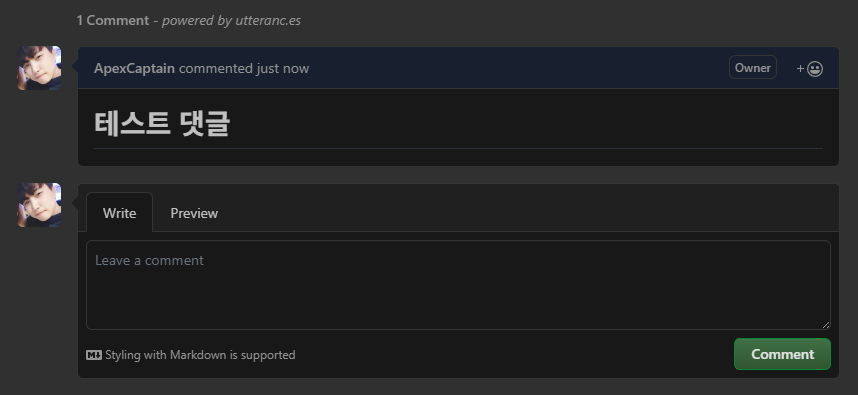 1 Comment - powered by utteranc.es
ApexCaptain commented just now Owner +
테스트 댓글
Write Preview
Leave a comment
Styling with Markdown is supported Comment